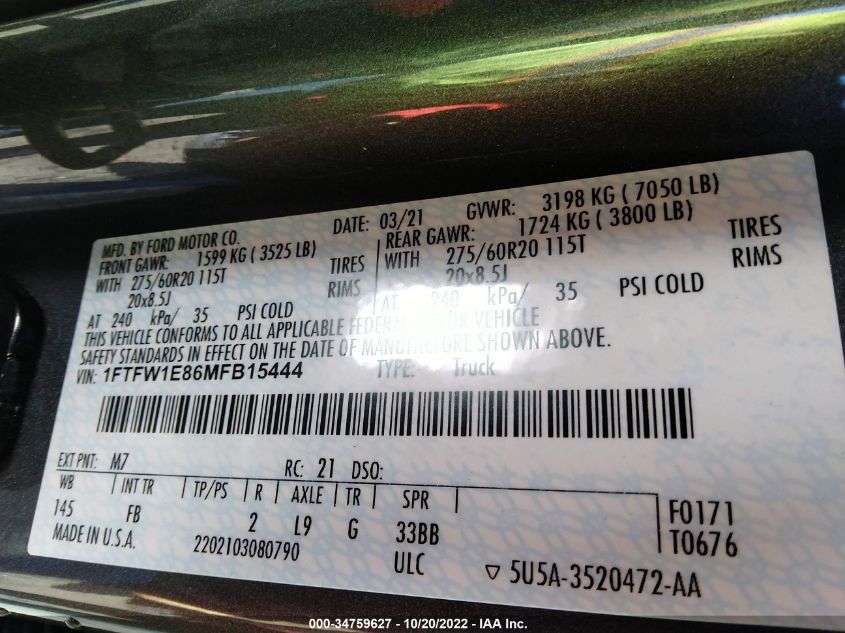 MFD. BY FORD MOTOR CO. DATE: 03/21 GVWR: 3198 KG ( 7050 LB)
FRONT GAWR: 1599 KG ( 3525 LB) REAR GAWR: 1724 KG ( 3800 LB)
WITH 275/60R20 115T TIRES WITH 275/60R20 115T TIRES
20x8.5J RIMS 20x8.5J RIMS
AT 240 kPa/ 35 PSI COLD AT 240 kPa/ 35 PSI COLD
THIS VEHICLE CONFORMS TO ALL APPLICABLE FEDERAL MOTOR VEHICLE
SAFETY STANDARDS IN EFFECT ON THE DATE OF MANUFACTURE SHOWN ABOVE.
VIN: 1FTFW1E86MFB15444 TYPE: Truck
EXT PNT: M7 RC: 21 DSO:
WB INT TR TP/PS R AXLE TR SPR
145 FB 2 L9 G 33BB F0171
MADE IN U.S.A. 2202103080790 ULC T0676
▽ 5U5A-3520472-AA
000-34759627 - 10/20/2022 - IAA Inc.